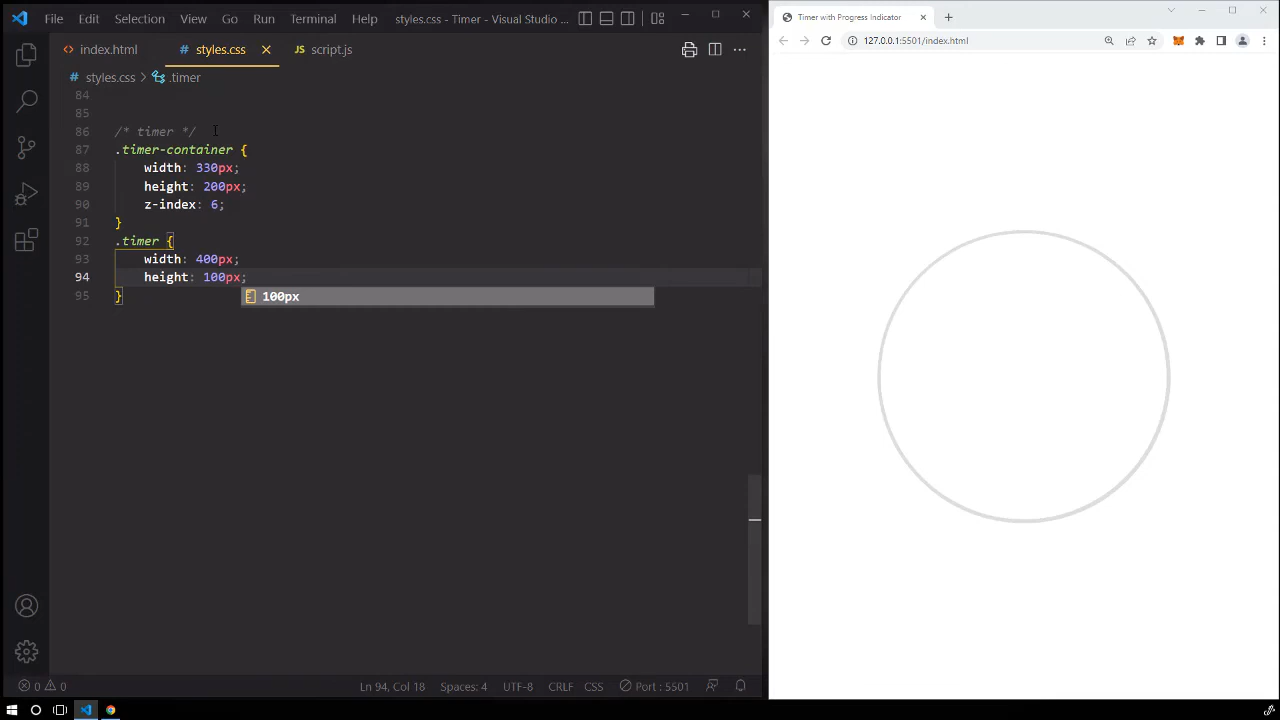 File Edit Selection View Go Run Terminal Help styles.css - Timer - Visual Studio ...
index.html styles.css JS script.js
# styles.css > .timer
84
85
86 /* timer */
87 .timer-container {
88 width: 330px;
89 height: 200px;
90 z-index: 6;
91 }
92 .timer {
93 width: 400px;
94 height: 100px;
95 }
100px
0 0 Ln 94, Col 18 Spaces: 4 UTF-8 CRLF CSS Port : 5501
Timer with Progress Indicator
127.0.0.1:5501/index.html